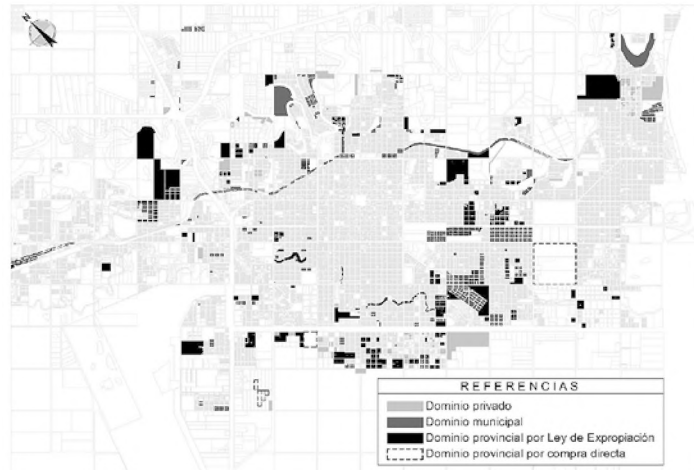 N
REFERENCIAS
Dominio privado
Dominio municipal
Dominio provincial por Ley de Expropiación
Dominio provincial por compra directa